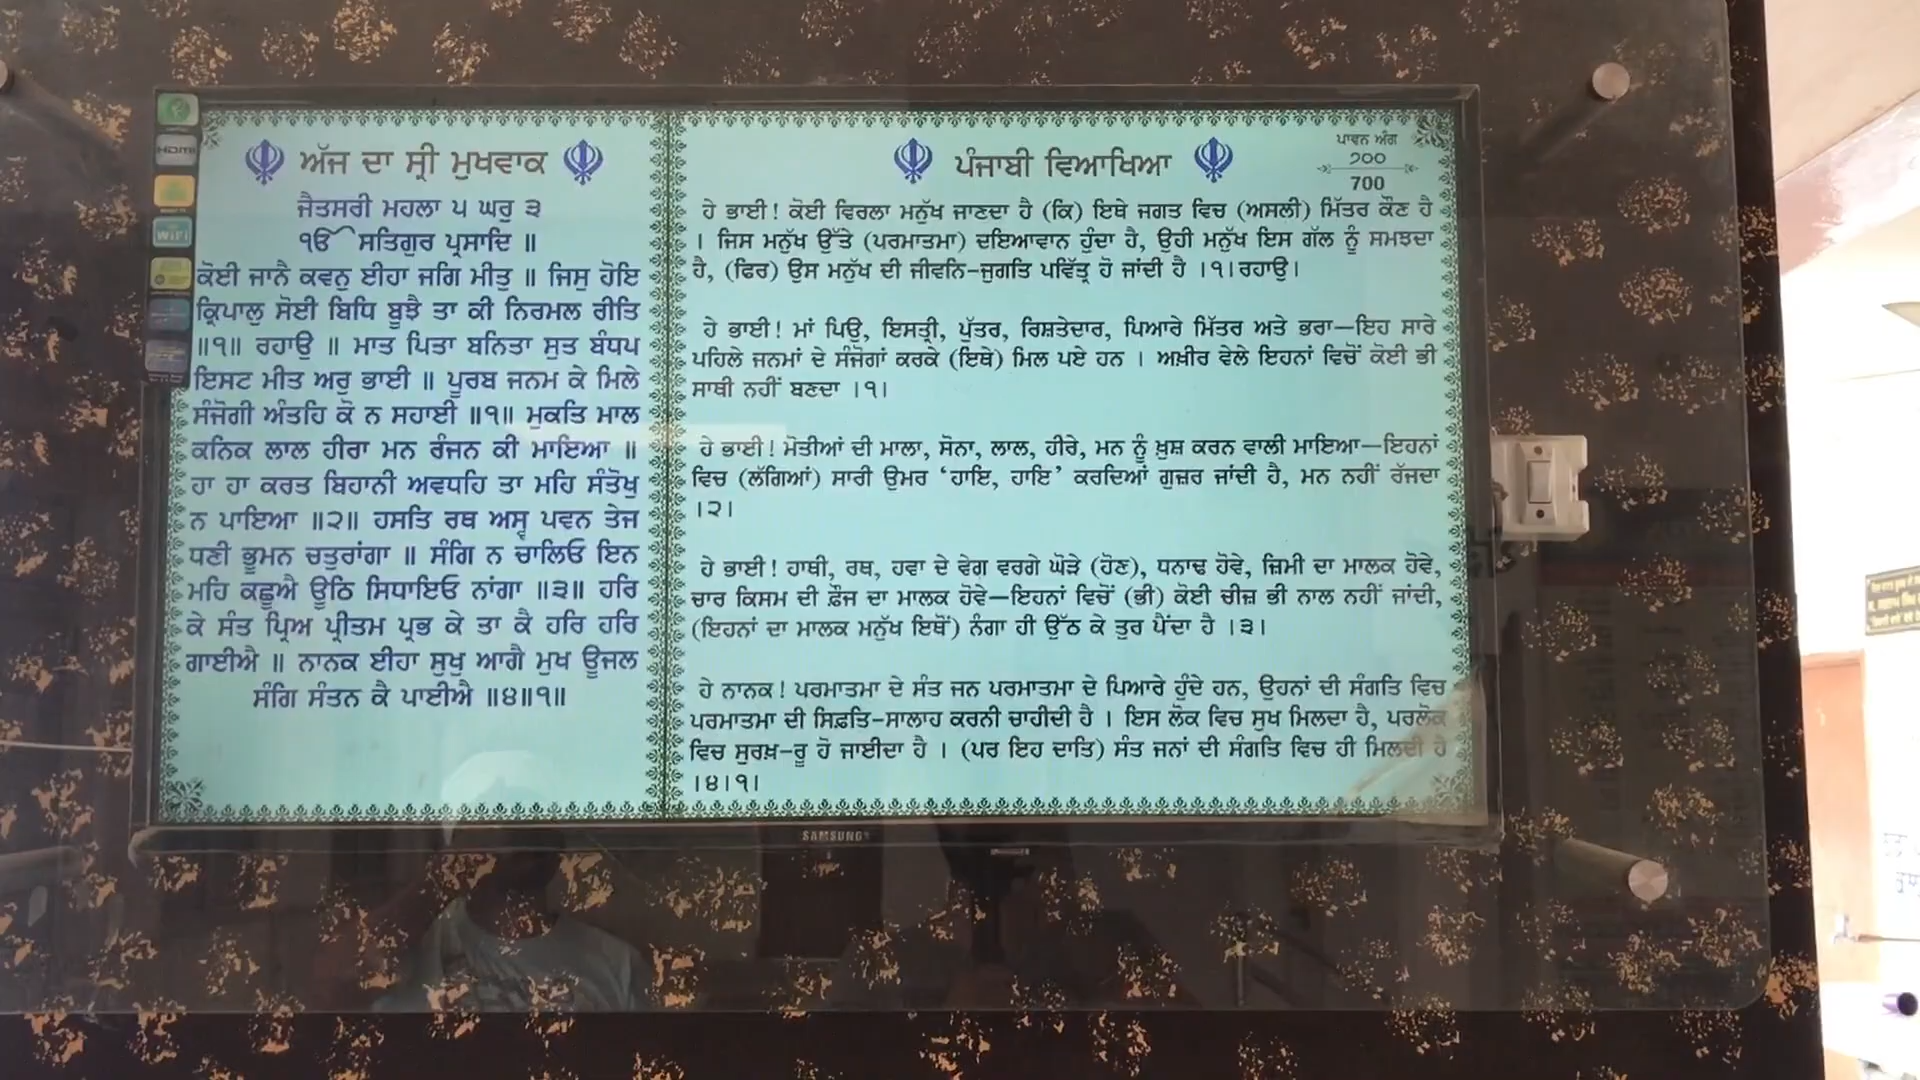 HDMI
WiFi
ਅੱਜ ਦਾ ਸ੍ਰੀ ਮੁਖਵਾਕ
ਜੈਤਸਰੀ ਮਹਲਾ ੫ ਘਰੁ ੩
ੴ ਸਤਿਗੁਰ ਪ੍ਰਸਾਦਿ ॥
ਕੋਈ ਜਾਨੈ ਕਵਨੁ ਈਹਾ ਜਗਿ ਮੀਤੁ ॥ ਜਿਸੁ ਹੋਇ
ਕ੍ਰਿਪਾਲੁ ਸੋਈ ਬਿਧਿ ਬੂਝੈ ਤਾ ਕੀ ਨਿਰਮਲ ਰੀਤਿ
॥੧॥ ਰਹਾਉ ॥ ਮਾਤ ਪਿਤਾ ਬਨਿਤਾ ਸੁਤ ਬੰਧਪ
ਇਸਟ ਮੀਤ ਅਰੁ ਭਾਈ ॥ ਪੂਰਬ ਜਨਮ ਕੇ ਮਿਲੇ
ਸੰਜੋਗੀ ਅੰਤਹਿ ਕੋ ਨ ਸਹਾਈ ॥੧॥ ਮੁਕਤਿ ਮਾਲ
ਕਨਿਕ ਲਾਲ ਹੀਰਾ ਮਨ ਰੰਜਨ ਕੀ ਮਾਇਆ ॥
ਹਾ ਹਾ ਕਰਤ ਬਿਹਾਨੀ ਅਵਧਹਿ ਤਾ ਮਹਿ ਸੰਤੋਖੁ
ਨ ਪਾਇਆ ॥੨॥ ਹਸਤਿ ਰਥ ਅਸ੍ਵ ਪਵਨ ਤੇਜ
ਧਣੀ ਭੂਮਨ ਚਤੁਰਾਂਗਾ ॥ ਸੰਗਿ ਨ ਚਾਲਿਓ ਇਨ
ਮਹਿ ਕਛੂਐ ਊਠਿ ਸਿਧਾਇਓ ਨਾਂਗਾ ॥੩॥ ਹਰਿ
ਕੇ ਸੰਤ ਪ੍ਰਿਅ ਪ੍ਰੀਤਮ ਪ੍ਰਭ ਕੇ ਤਾ ਕੈ ਹਰਿ ਹਰਿ
ਗਾਈਐ ॥ ਨਾਨਕ ਈਹਾ ਸੁਖੁ ਆਗੈ ਮੁਖ ਊਜਲ
ਸੰਗਿ ਸੰਤਨ ਕੈ ਪਾਈਐ ॥੪॥੧॥
ਪੰਜਾਬੀ ਵਿਆਖਿਆ
ਪਾਵਨ ਅੰਗ
੭੦੦
700
ਹੇ ਭਾਈ! ਕੋਈ ਵਿਰਲਾ ਮਨੁੱਖ ਜਾਣਦਾ ਹੈ (ਕਿ) ਇਥੇ ਜਗਤ ਵਿਚ (ਅਸਲੀ) ਮਿੱਤਰ ਕੌਣ ਹੈ
। ਜਿਸ ਮਨੁੱਖ ਉੱਤੇ (ਪਰਮਾਤਮਾ) ਦਇਆਵਾਨ ਹੁੰਦਾ ਹੈ, ਉਹੀ ਮਨੁੱਖ ਇਸ ਗੱਲ ਨੂੰ ਸਮਝਦਾ
ਹੈ, (ਫਿਰ) ਉਸ ਮਨੁੱਖ ਦੀ ਜੀਵਨਿ-ਜੁਗਤਿ ਪਵਿੱਤ੍ਰ ਹੋ ਜਾਂਦੀ ਹੈ ।੧।ਰਹਾਉ।
ਹੇ ਭਾਈ! ਮਾਂ ਪਿਉ, ਇਸਤ੍ਰੀ, ਪੁੱਤਰ, ਰਿਸ਼ਤੇਦਾਰ, ਪਿਆਰੇ ਮਿੱਤਰ ਅਤੇ ਭਰਾ—ਇਹ ਸਾਰੇ
ਪਹਿਲੇ ਜਨਮਾਂ ਦੇ ਸੰਜੋਗਾਂ ਕਰਕੇ (ਇਥੇ) ਮਿਲ ਪਏ ਹਨ । ਅਖ਼ੀਰ ਵੇਲੇ ਇਹਨਾਂ ਵਿਚੋਂ ਕੋਈ ਭੀ
ਸਾਥੀ ਨਹੀਂ ਬਣਦਾ ।੧।
ਹੇ ਭਾਈ! ਮੋਤੀਆਂ ਦੀ ਮਾਲਾ, ਸੋਨਾ, ਲਾਲ, ਹੀਰੇ, ਮਨ ਨੂੰ ਖ਼ੁਸ਼ ਕਰਨ ਵਾਲੀ ਮਾਇਆ—ਇਹਨਾਂ
ਵਿਚ (ਲੱਗਿਆਂ) ਸਾਰੀ ਉਮਰ ‘ਹਾਇ, ਹਾਇ’ ਕਰਦਿਆਂ ਗੁਜ਼ਰ ਜਾਂਦੀ ਹੈ, ਮਨ ਨਹੀਂ ਰੱਜਦਾ
।੨।
ਹੇ ਭਾਈ! ਹਾਥੀ, ਰਥ, ਹਵਾ ਦੇ ਵੇਗ ਵਰਗੇ ਘੋੜੇ (ਹੋਣ), ਧਨਾਢ ਹੋਵੇ, ਜ਼ਿਮੀ ਦਾ ਮਾਲਕ ਹੋਵੇ,
ਚਾਰ ਕਿਸਮ ਦੀ ਫ਼ੌਜ ਦਾ ਮਾਲਕ ਹੋਵੇ—ਇਹਨਾਂ ਵਿਚੋਂ (ਭੀ) ਕੋਈ ਚੀਜ਼ ਭੀ ਨਾਲ ਨਹੀਂ ਜਾਂਦੀ,
(ਇਹਨਾਂ ਦਾ ਮਾਲਕ ਮਨੁੱਖ ਇਥੋਂ) ਨੰਗਾ ਹੀ ਉੱਠ ਕੇ ਤੁਰ ਪੈਂਦਾ ਹੈ ।੩।
ਹੇ ਨਾਨਕ! ਪਰਮਾਤਮਾ ਦੇ ਸੰਤ ਜਨ ਪਰਮਾਤਮਾ ਦੇ ਪਿਆਰੇ ਹੁੰਦੇ ਹਨ, ਉਹਨਾਂ ਦੀ ਸੰਗਤਿ ਵਿਚ
ਪਰਮਾਤਮਾ ਦੀ ਸਿਫ਼ਤਿ-ਸਾਲਾਹ ਕਰਨੀ ਚਾਹੀਦੀ ਹੈ । ਇਸ ਲੋਕ ਵਿਚ ਸੁਖ ਮਿਲਦਾ ਹੈ, ਪਰਲੋਕ
ਵਿਚ ਸੁਰਖ਼-ਰੂ ਹੋ ਜਾਈਦਾ ਹੈ । (ਪਰ ਇਹ ਦਾਤਿ) ਸੰਤ ਜਨਾਂ ਦੀ ਸੰਗਤਿ ਵਿਚ ਹੀ ਮਿਲਦੀ ਹੈ
।੪।੧।
SAMSUNG